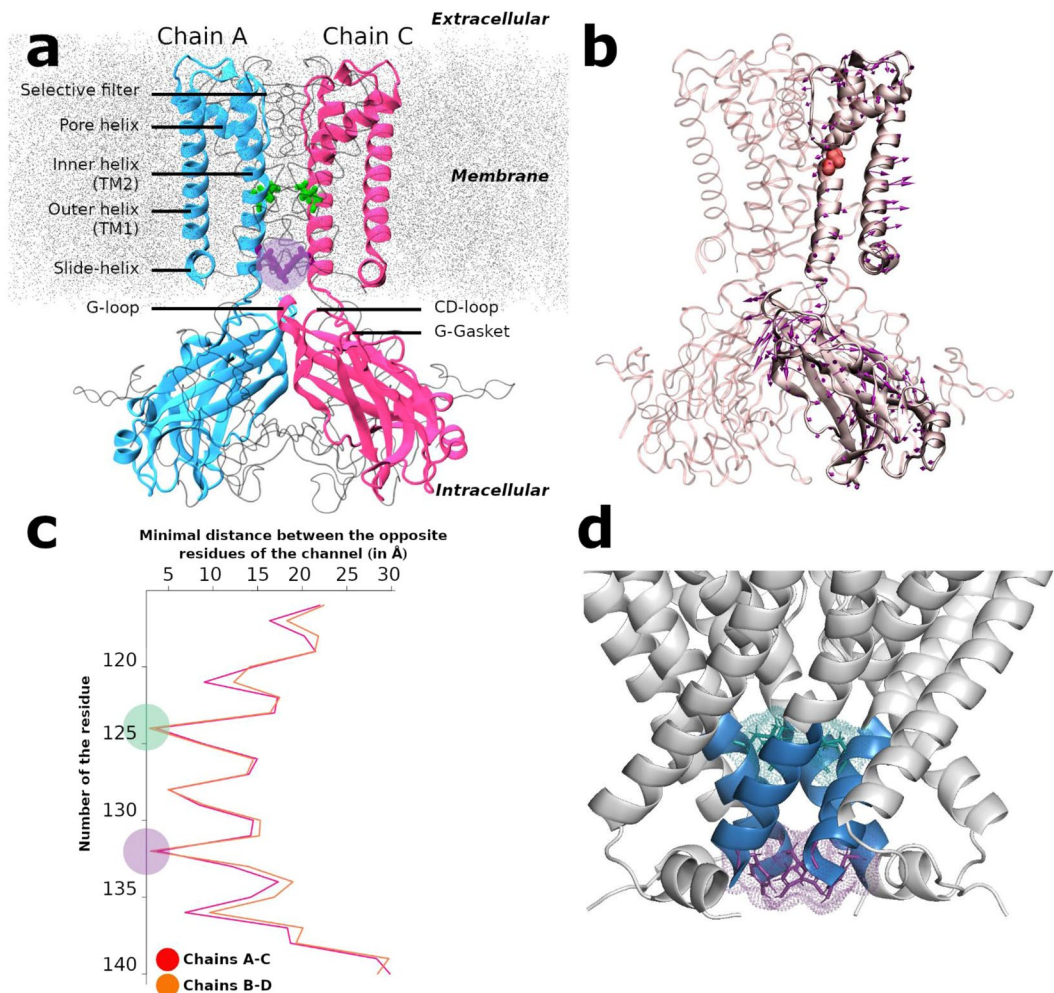 Extracellular
a
Chain A
Chain C
b
Selective filter
Pore helix
Inner helix
(TM2)
Membrane
Outer helix
(TM1)
Slide-helix
G-loop
CD-loop
G-Gasket
Intracellular
c
Minimal distance between the opposite
residues of the channel (in Å)
5 10 15 20 25 30
Number of the residue
120
125
130
135
140
Chains A-C
Chains B-D
d